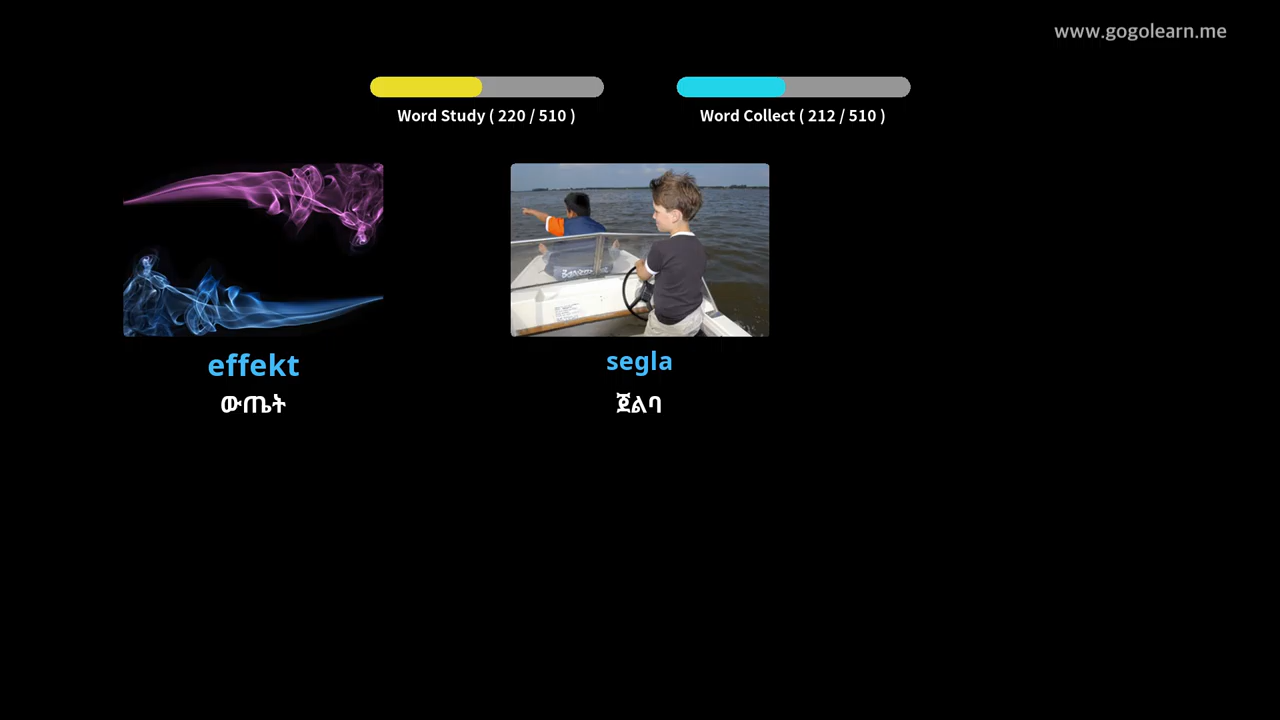 www.gogolearn.me
Word Study ( 220 / 510 )
Word Collect ( 212 / 510 )
effekt
segla
ውጤት
ጀልባ